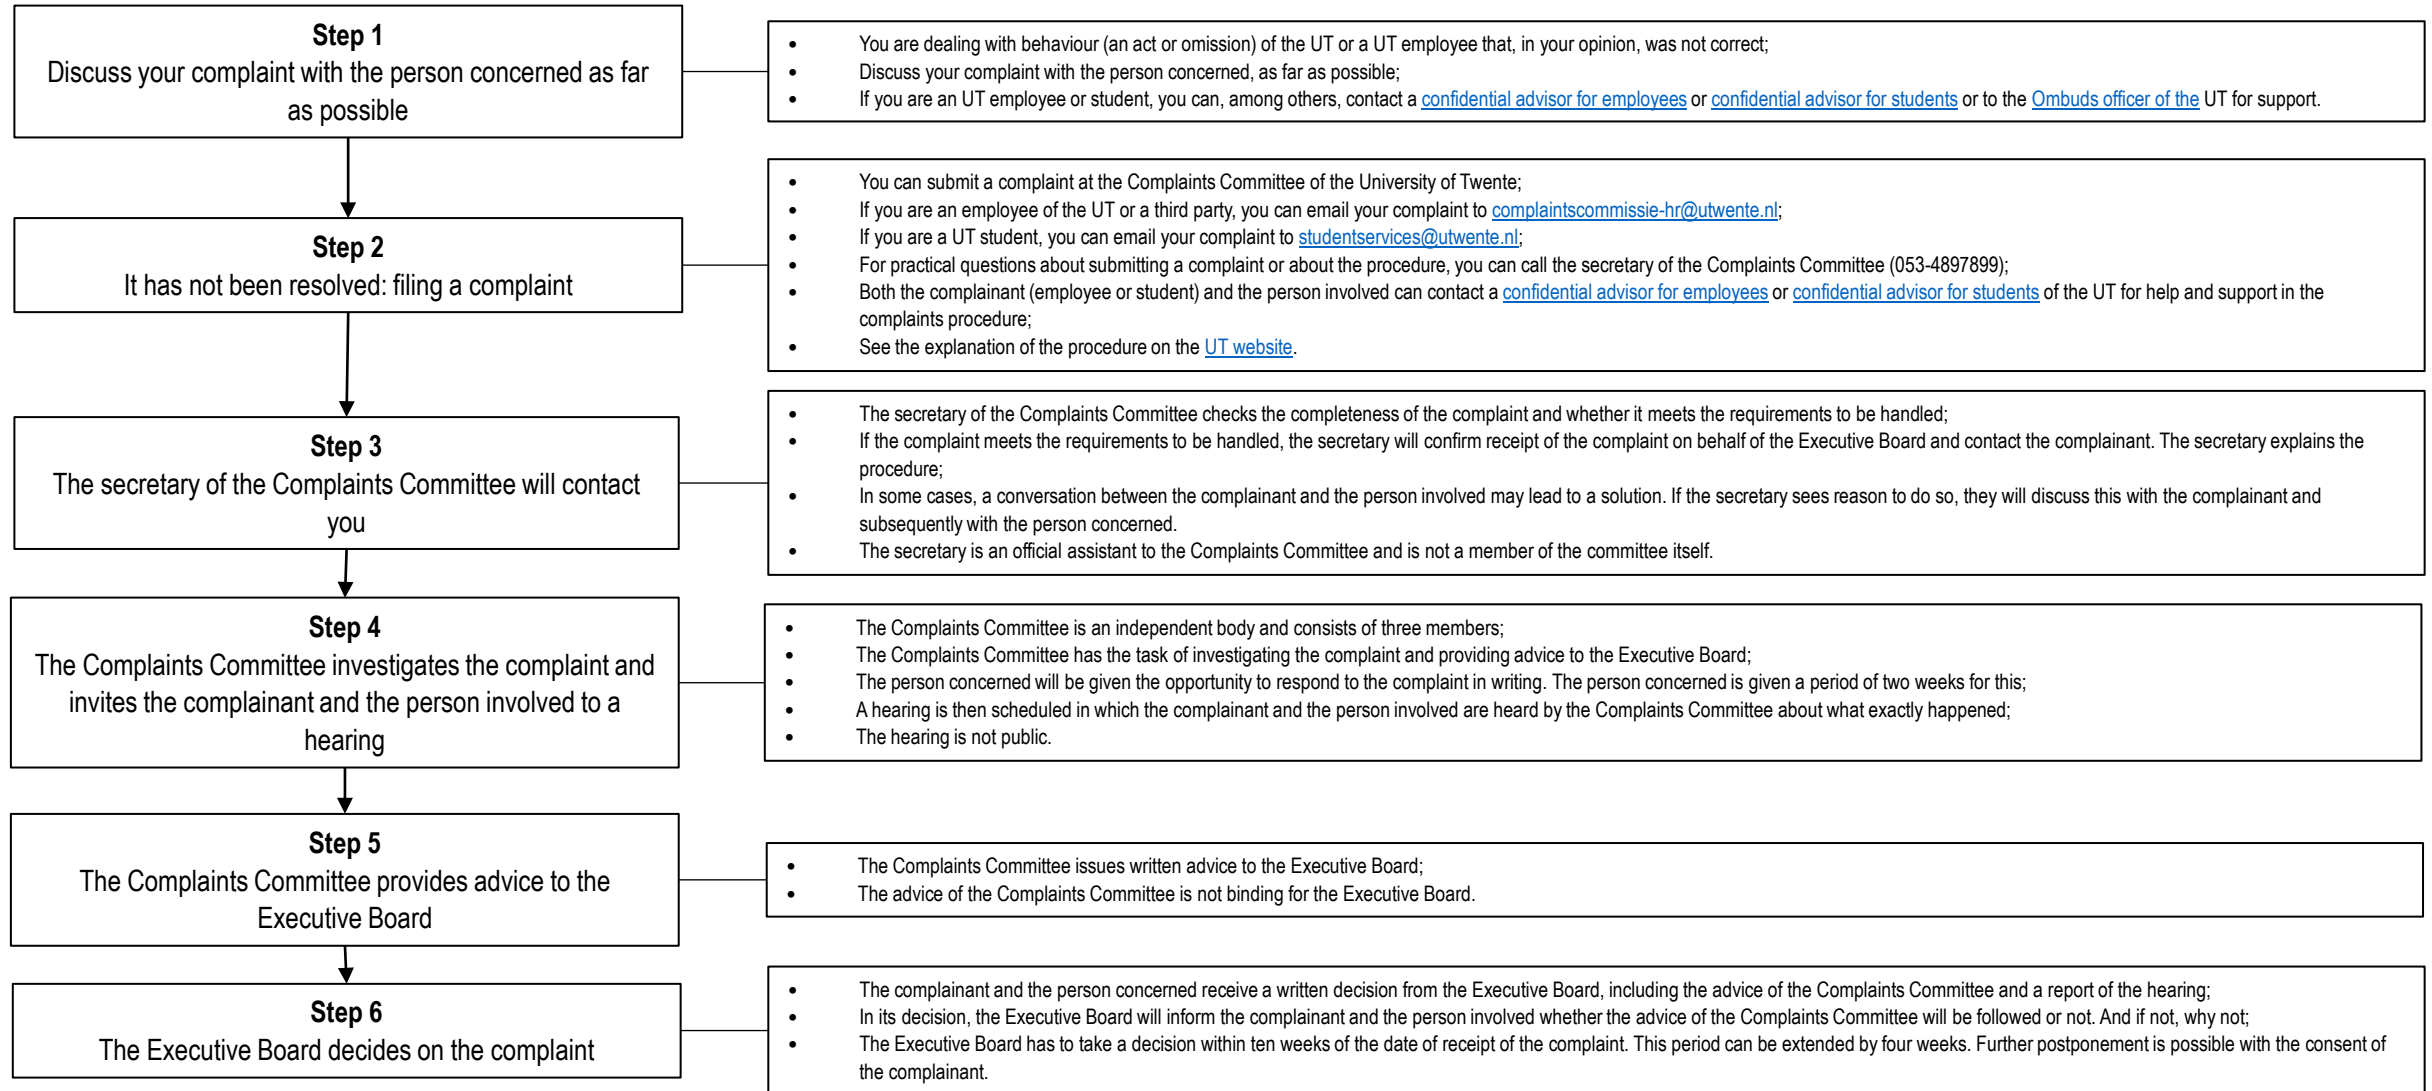 Step 1
Discuss your complaint with the person concerned as far
as possible
• You are dealing with behaviour (an act or omission) of the UT or a UT employee that, in your opinion, was not correct;
• Discuss your complaint with the person concerned, as far as possible;
• If you are an UT employee or student, you can, among others, contact a confidential advisor for employees or confidential advisor for students or to the Ombuds officer of the UT for support.
Step 2
It has not been resolved: filing a complaint
• You can submit a complaint at the Complaints Committee of the University of Twente;
• If you are an employee of the UT or a third party, you can email your complaint to complaintscommissie-hr@utwente.nl;
• If you are a UT student, you can email your complaint to studentservices@utwente.nl;
• For practical questions about submitting a complaint or about the procedure, you can call the secretary of the Complaints Committee (053-4897899);
• Both the complainant (employee or student) and the person involved can contact a confidential advisor for employees or confidential advisor for students of the UT for help and support in the
complaints procedure;
• See the explanation of the procedure on the UT website.
Step 3
The secretary of the Complaints Committee will contact
you
• The secretary of the Complaints Committee checks the completeness of the complaint and whether it meets the requirements to be handled;
• If the complaint meets the requirements to be handled, the secretary will confirm receipt of the complaint on behalf of the Executive Board and contact the complainant. The secretary explains the
procedure;
• In some cases, a conversation between the complainant and the person involved may lead to a solution. If the secretary sees reason to do so, they will discuss this with the complainant and
subsequently with the person concerned.
• The secretary is an official assistant to the Complaints Committee and is not a member of the committee itself.
Step 4
The Complaints Committee investigates the complaint and
invites the complainant and the person involved to a
hearing
• The Complaints Committee is an independent body and consists of three members;
• The Complaints Committee has the task of investigating the complaint and providing advice to the Executive Board;
• The person concerned will be given the opportunity to respond to the complaint in writing. The person concerned is given a period of two weeks for this;
• A hearing is then scheduled in which the complainant and the person involved are heard by the Complaints Committee about what exactly happened;
• The hearing is not public.
Step 5
The Complaints Committee provides advice to the
Executive Board
• The Complaints Committee issues written advice to the Executive Board;
• The advice of the Complaints Committee is not binding for the Executive Board.
Step 6
The Executive Board decides on the complaint
• The complainant and the person concerned receive a written decision from the Executive Board, including the advice of the Complaints Committee and a report of the hearing;
• In its decision, the Executive Board will inform the complainant and the person involved whether the advice of the Complaints Committee will be followed or not. And if not, why not;
• The Executive Board has to take a decision within ten weeks of the date of receipt of the complaint. This period can be extended by four weeks. Further postponement is possible with the consent of
the complainant.